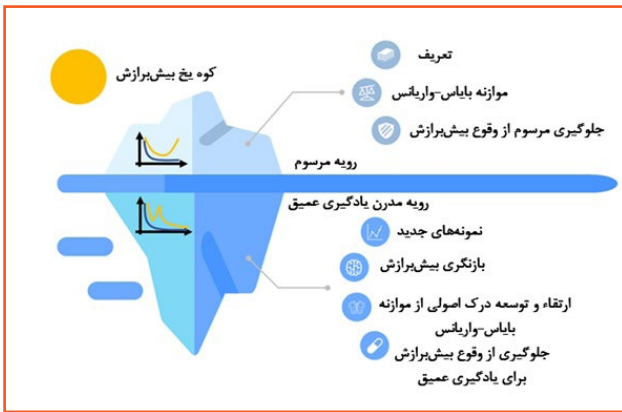 کوه یخ بیش‌برازش
تعریف
موازنه بایاس-واریانس
جلوگیری مرسوم از وقوع بیش‌برازش
رویه مرسوم
رویه مدرن یادگیری عمیق
نمونه‌های جدید
بازنگری بیش‌برازش
ارتقاء و توسعه درک اصولی از موازنه
بایاس-واریانس
جلوگیری از وقوع بیش‌برازش
برای یادگیری عمیق